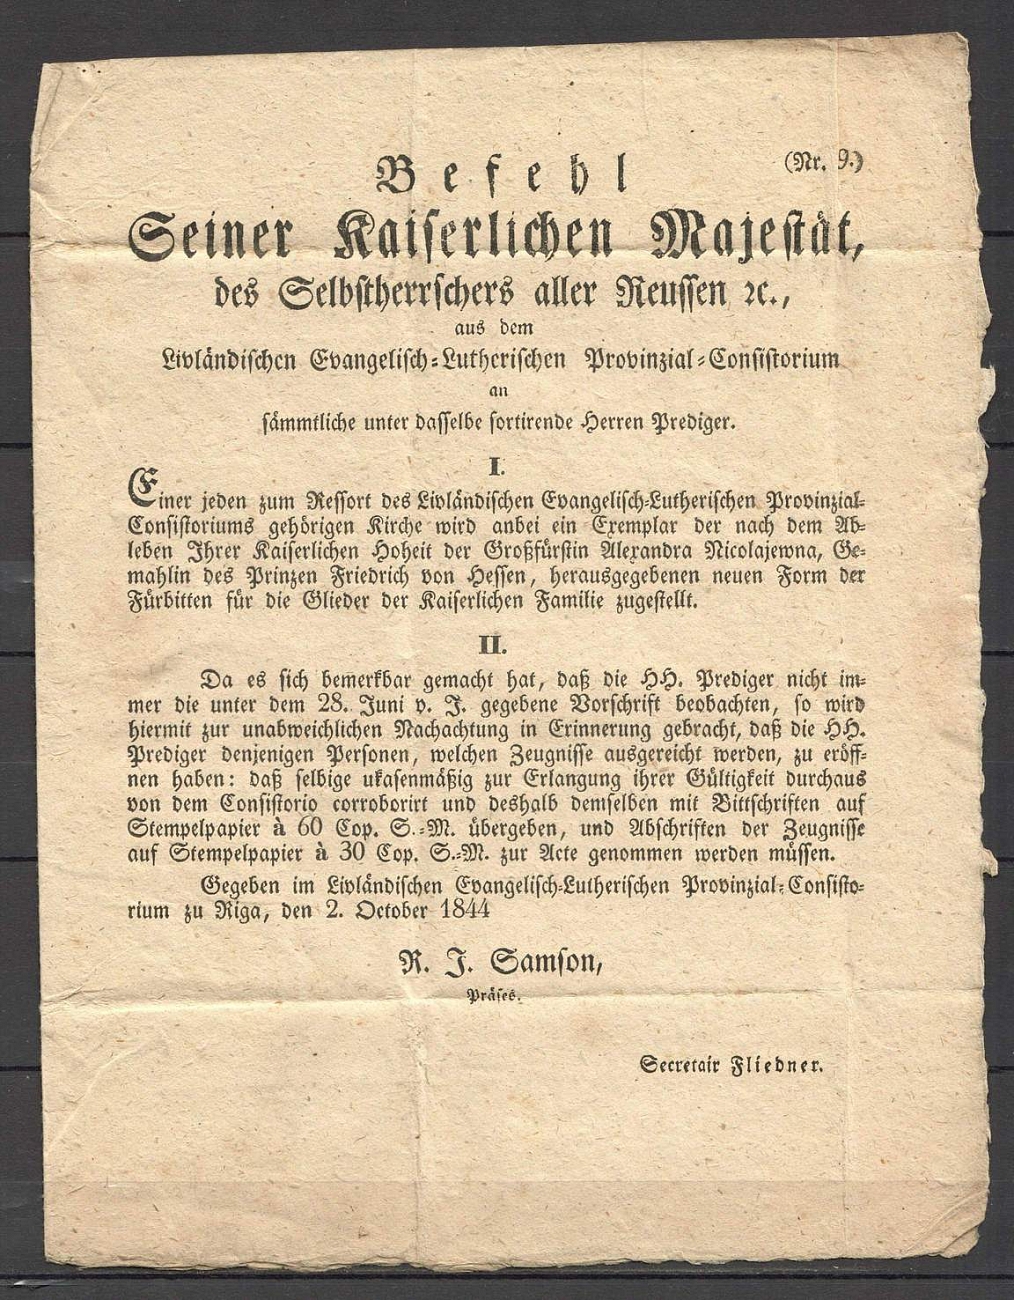 (Nr. 9.)
Befehl
Seiner Kaiserlichen Majestät,
des Selbstherrschers aller Reussen ꝛc.,
aus dem
Livländischen Evangelisch-Lutherischen Provinzial-Consistorium
an
sämmtliche unter dasselbe sortirende Herren Prediger.
I.
Einer jeden zum Ressort des Livländischen Evangelisch-Lutherischen Provinzial-
Consistoriums gehörigen Kirche wird anbei ein Exemplar der nach dem Ab-
leben Ihrer Kaiserlichen Hoheit der Großfürstin Alexandra Nicolajewna, Ge-
mahlin des Prinzen Friedrich von Hessen, herausgegebenen neuen Form der
Fürbitten für die Glieder der Kaiserlichen Familie zugestellt.
II.
Da es sich bemerkbar gemacht hat, daß die HH. Prediger nicht im-
mer die unter dem 28. Juni v. J. gegebene Vorschrift beobachten, so wird
hiermit zur unabweichlichen Nachachtung in Erinnerung gebracht, daß die HH.
Prediger denjenigen Personen, welchen Zeugnisse ausgereicht werden, zu eröff-
nen haben: daß selbige ukasenmäßig zur Erlangung ihrer Gültigkeit durchaus
von dem Consistorio corroborirt und deshalb demselben mit Bittschriften auf
Stempelpapier à 60 Cop. S.-M. übergeben, und Abschriften der Zeugnisse
auf Stempelpapier à 30 Cop. S.-M. zur Acte genommen werden müssen.
Gegeben im Livländischen Evangelisch-Lutherischen Provinzial-Consisto-
rium zu Riga, den 2. October 1844
R. J. Samson,
Präses.
Secretair Fliedner.